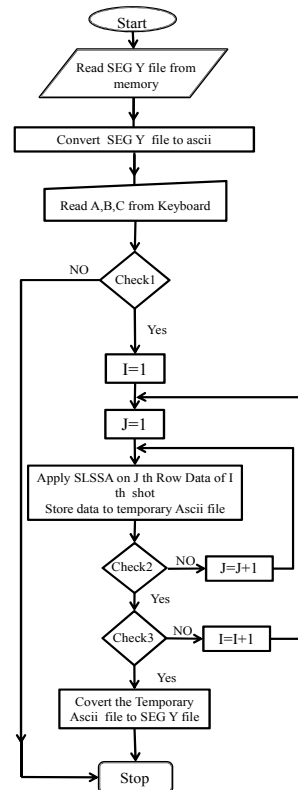 Start
Read SEG Y file from
memory
Convert SEG Y file to ascii
Read A,B,C from Keyboard
NO
Check1
Yes
I=1
J=1
Apply SLSSA on J th Row Data of I
th shot
Store data to temporary Ascii file
Check2
NO
J=J+1
Yes
Check3
NO
I=I+1
Yes
Covert the Temporary
Ascii file to SEG Y file
Stop